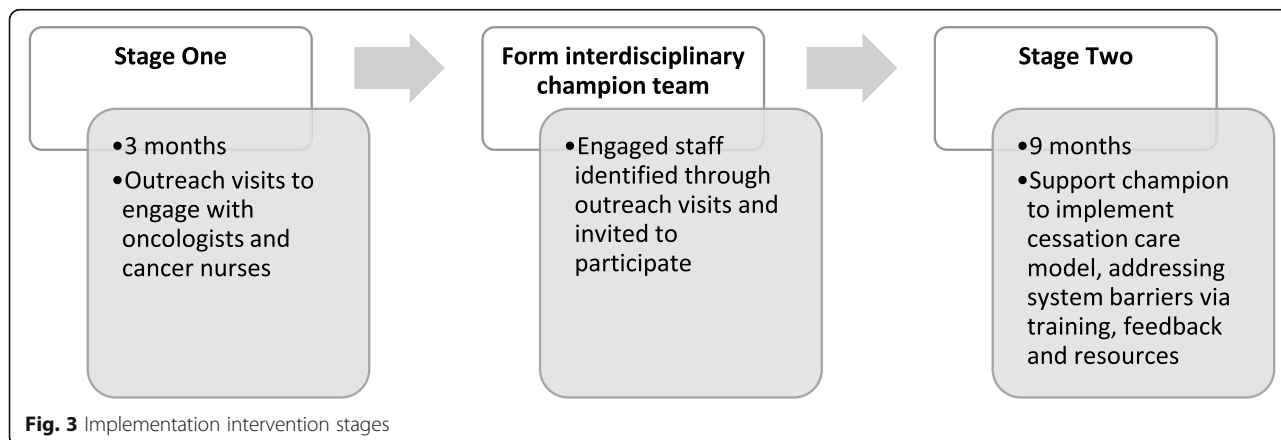 Stage One
•3 months
•Outreach visits to
engage with
oncologists and
cancer nurses
Form interdisciplinary
champion team
•Engaged staff
identified through
outreach visits and
invited to
participate
Stage Two
•9 months
•Support champion
to implement
cessation care
model, addressing
system barriers via
training, feedback
and resources
Fig. 3 Implementation intervention stages